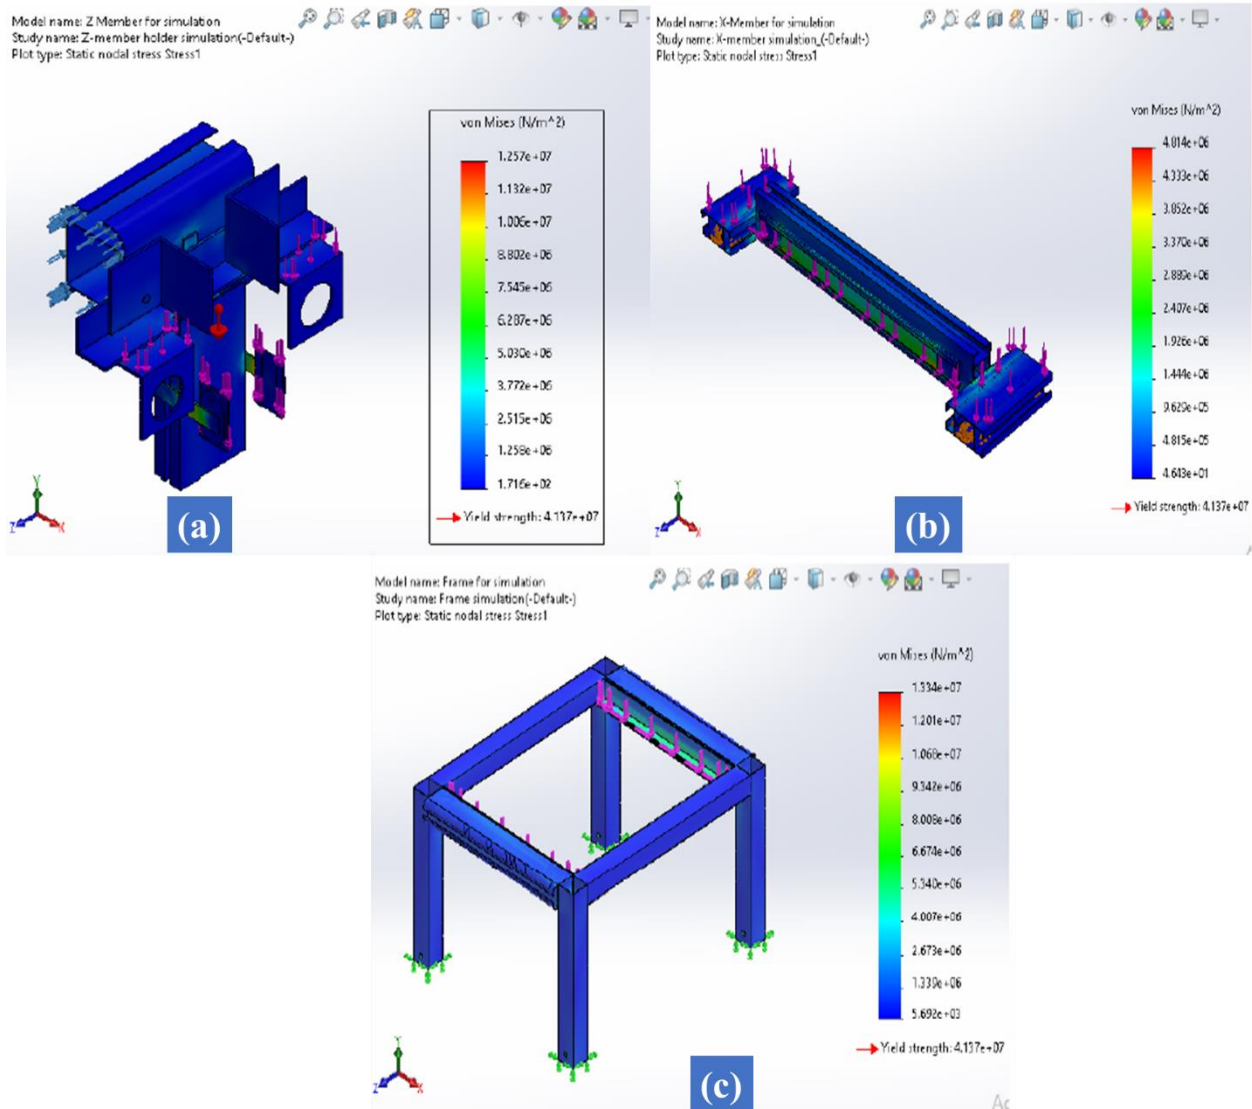 Model name: Z Member for simulation
Study name: Z-member holder simulation(-Default-)
Plot type: Static nodal stress Stress1
von Mises (N/m^2)
1.257e+07
1.132e+07
1.006e+07
8.802e+06
7.545e+06
6.287e+06
5.030e+06
3.772e+06
2.515e+06
1.258e+06
1.716e+02
Yield strength: 4.137e+07
Y
Z
X
(a)
Model name: X-Member for simulation
Study name: X-member simulation_(-Default-)
Plot type: Static nodal stress Stress1
von Mises (N/m^2)
4.814e+06
4.333e+06
3.852e+06
3.370e+06
2.889e+06
2.407e+06
1.926e+06
1.444e+06
9.629e+05
4.815e+05
4.643e+01
Yield strength: 4.137e+07
Y
Z
X
(b)
A
Model name: Frame for simulation
Study name: Frame simulation(-Default-)
Plot type: Static nodal stress Stress1
von Mises (N/m^2)
1.334e+07
1.201e+07
1.068e+07
9.342e+06
8.008e+06
6.674e+06
5.340e+06
4.007e+06
2.673e+06
1.339e+06
5.692e+03
Yield strength: 4.137e+07
Y
Z
X
(c)
Ac